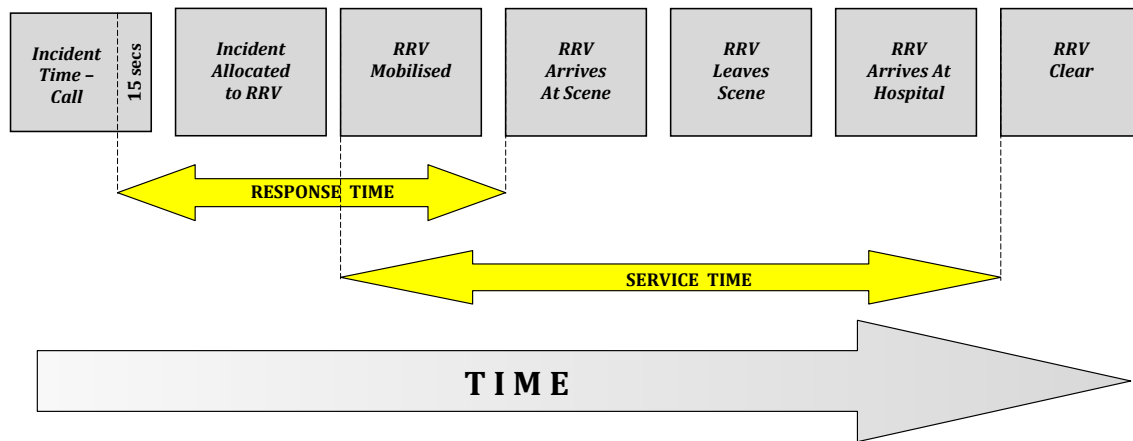 Incident
Time –
Call
15 secs
Incident
Allocated
to RRV
RRV
Mobilised
RRV
Arrives
At Scene
RRV
Leaves
Scene
RRV
Arrives At
Hospital
RRV
Clear
RESPONSE TIME
SERVICE TIME
TIME